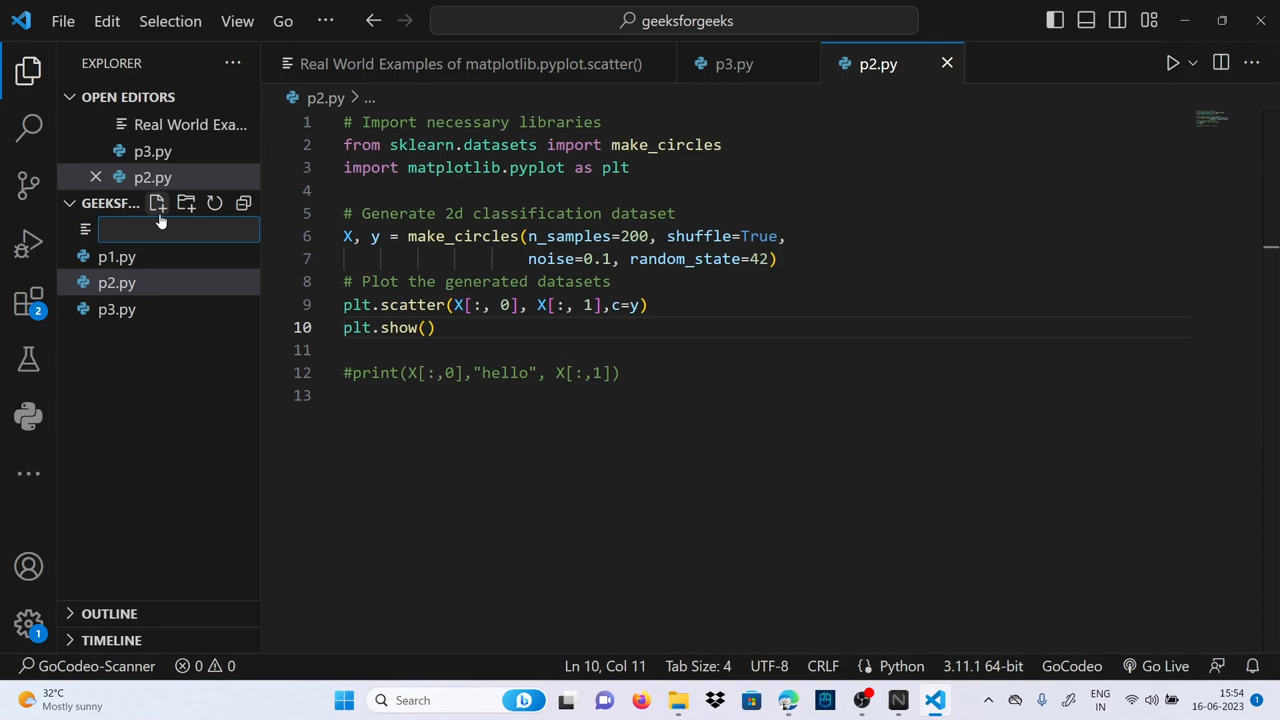 File Edit Selection View Go ... geeksforgeeks
EXPLORER
Real World Examples of matplotlib.pyplot.scatter() p3.py p2.py
OPEN EDITORS
Real World Exa...
p3.py
p2.py
GEEKSF...
p1.py
p2.py
p3.py
2
p2.py > ...
1 # Import necessary libraries
2 from sklearn.datasets import make_circles
3 import matplotlib.pyplot as plt
4
5 # Generate 2d classification dataset
6 X, y = make_circles(n_samples=200, shuffle=True,
7 noise=0.1, random_state=42)
8 # Plot the generated datasets
9 plt.scatter(X[:, 0], X[:, 1],c=y)
10 plt.show()
11
12 #print(X[:,0],"hello", X[:,1])
13
OUTLINE
TIMELINE
1
GoCodeo-Scanner 0 0 Ln 10, Col 11 Tab Size: 4 UTF-8 CRLF Python 3.11.1 64-bit GoCodeo Go Live
32°C
Mostly sunny
Search
ENG
IN
15:54
16-06-2023
1